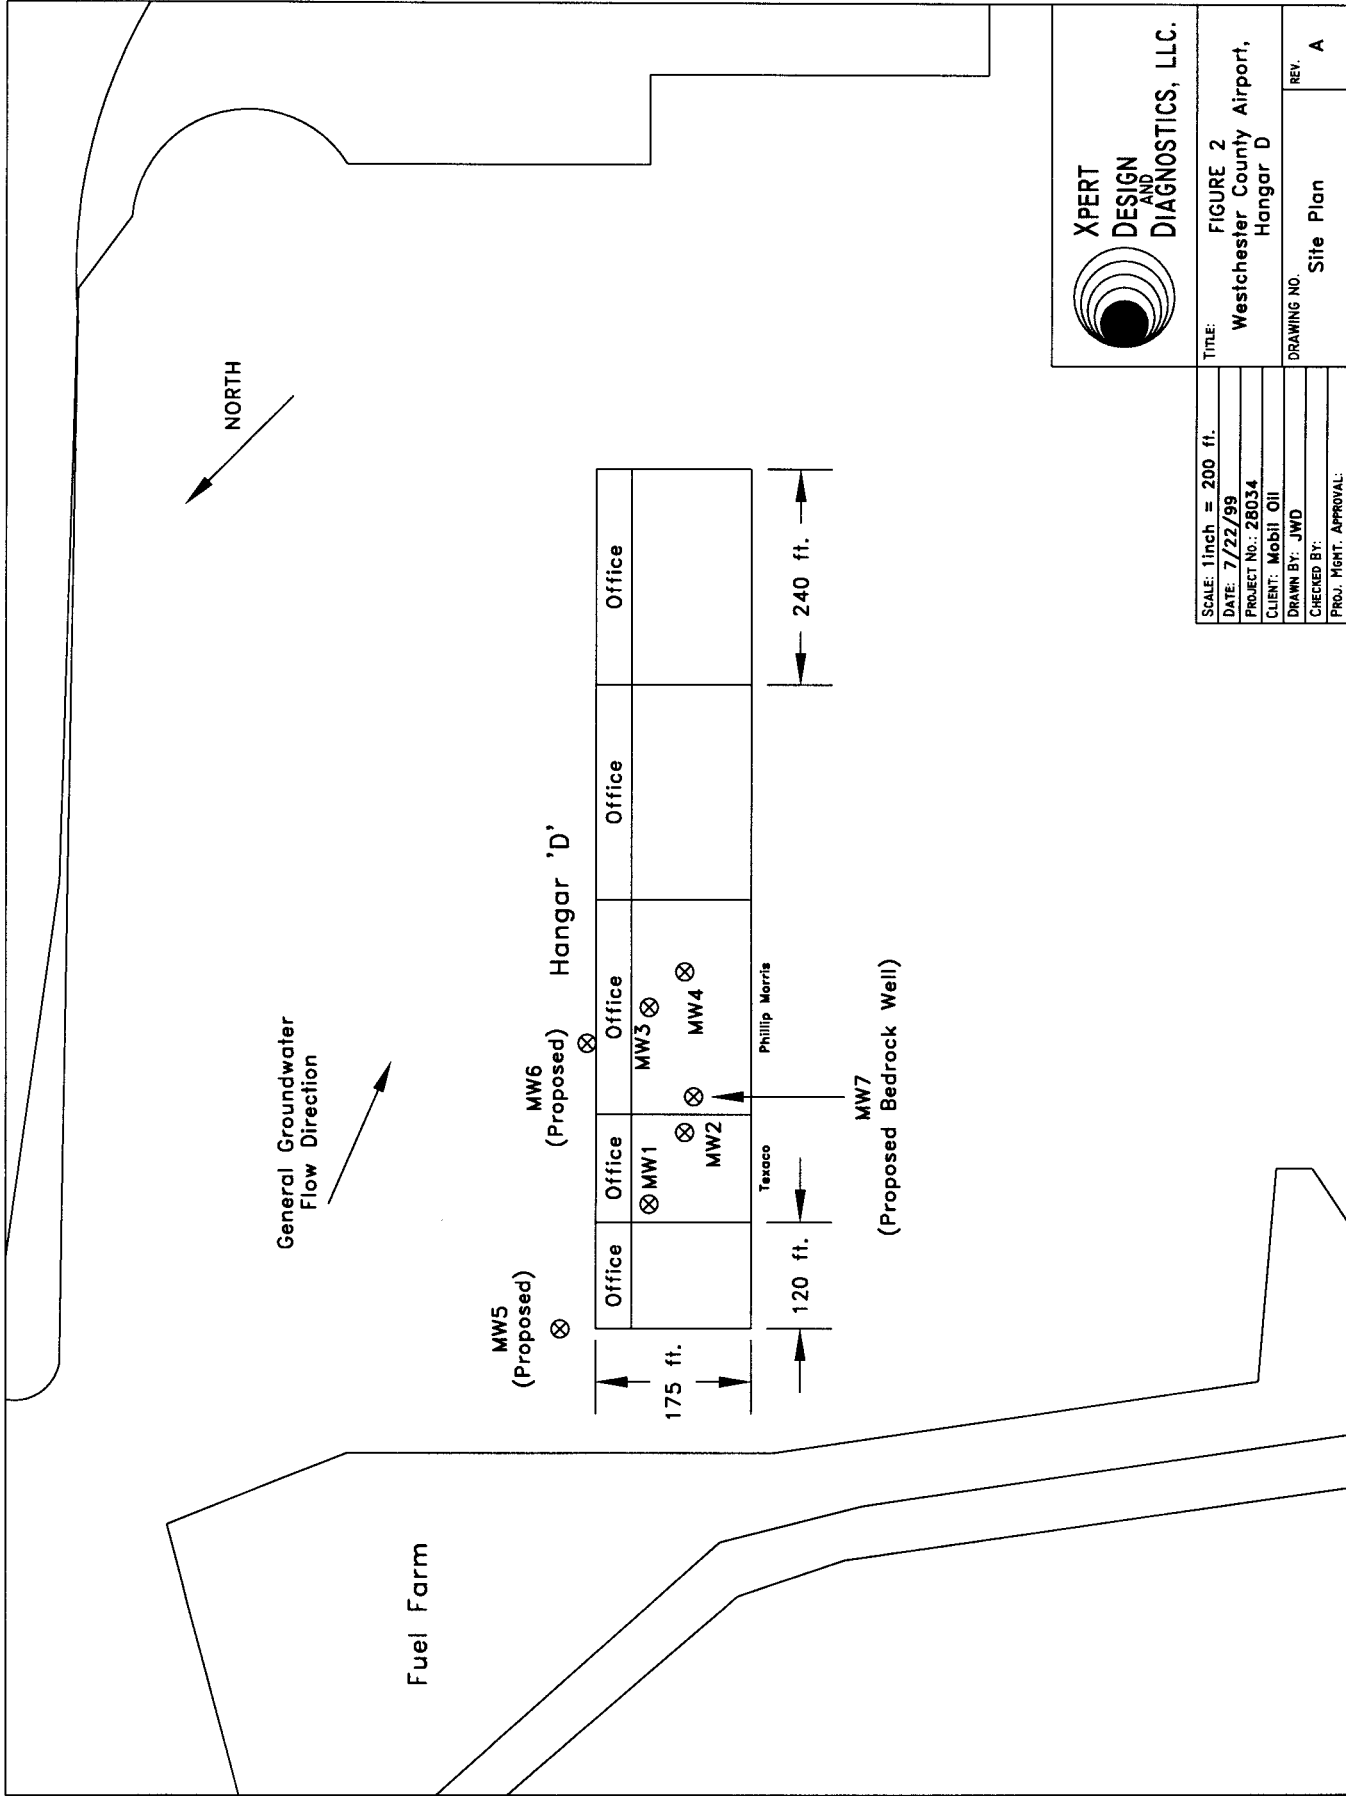 NORTH
General Groundwater
Flow Direction
Hangar 'D'
MW5
(Proposed)
MW6
(Proposed)
Office
Office
Office
Office
Office
MW1
MW2
MW3
MW4
Texaco
Phillip Morris
175 ft.
120 ft.
240 ft.
MW7
(Proposed Bedrock Well)
Fuel Farm
XPERT
DESIGN
AND
DIAGNOSTICS, LLC.
SCALE: 1inch = 200 ft.
DATE: 7/22/99
PROJECT NO.: 28034
CLIENT: Mobil Oil
DRAWN BY: JWD
CHECKED BY:
PROJ. MGMT. APPROVAL:
TITLE:
FIGURE 2
Westchester County Airport,
Hangar D
DRAWING NO.
Site Plan
REV.
A